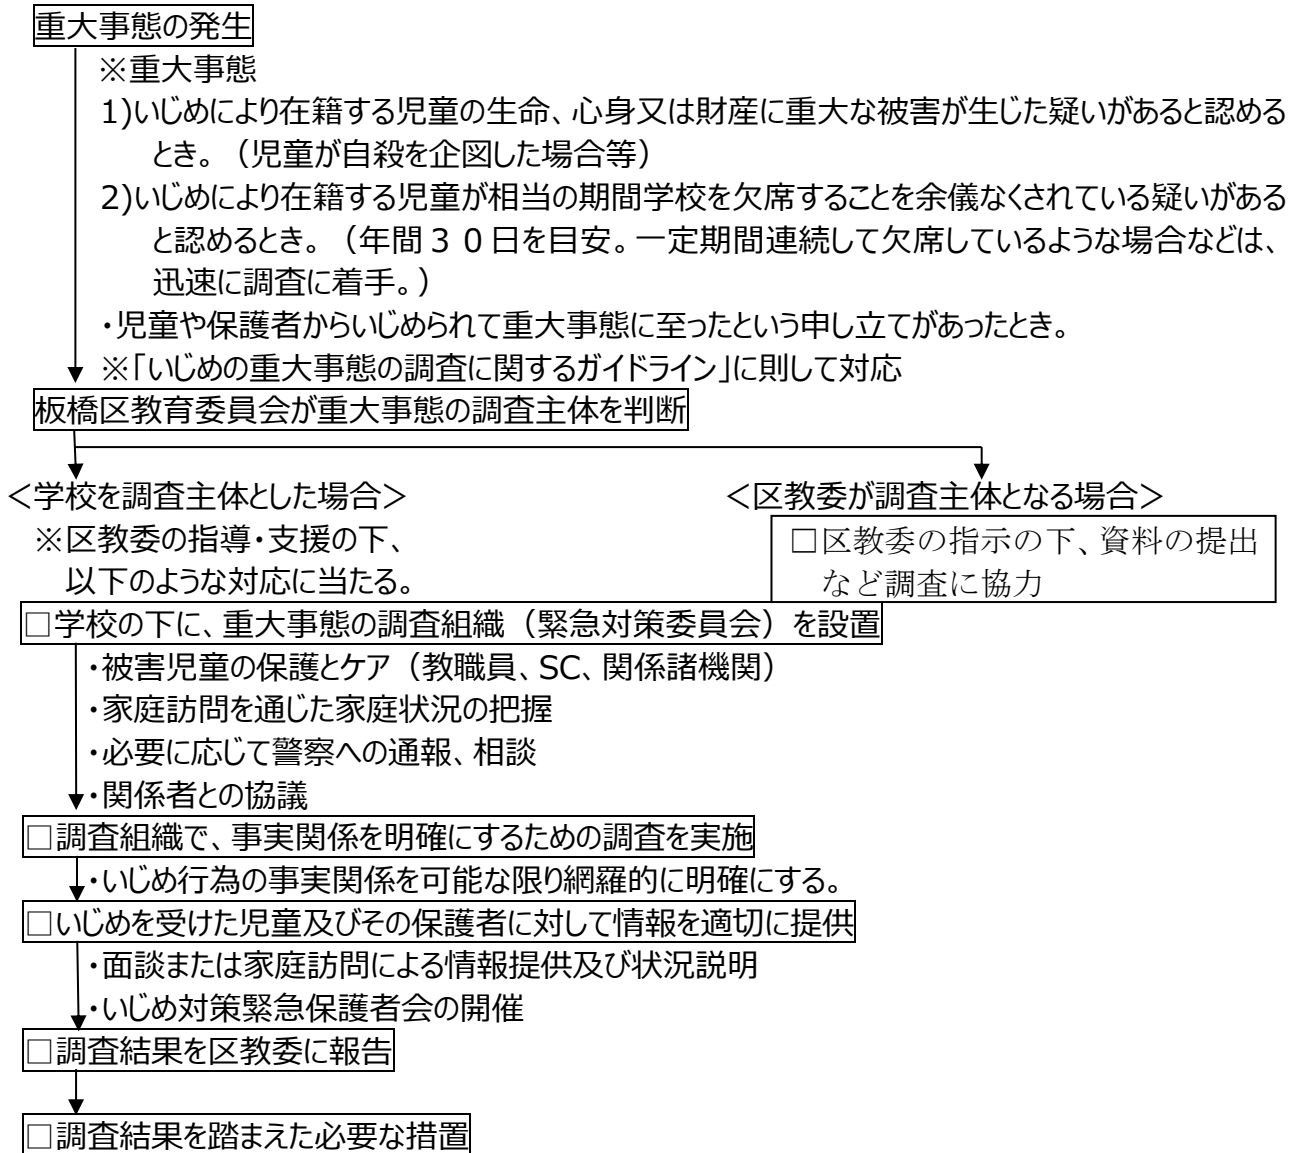 重大事態の発生
※重大事態
1)いじめにより在籍する児童の生命、心身又は財産に重大な被害が生じた疑いがあると認める
とき。（児童が自殺を企図した場合等）
2)いじめにより在籍する児童が相当の期間学校を欠席することを余儀なくされている疑いがある
と認めるとき。（年間３０日を目安。一定期間連続して欠席しているような場合などは、
迅速に調査に着手。）
・児童や保護者からいじめられて重大事態に至ったという申し立てがあったとき。
※「いじめの重大事態の調査に関するガイドライン」に則して対応
板橋区教育委員会が重大事態の調査主体を判断
＜学校を調査主体とした場合＞
※区教委の指導・支援の下、
以下のような対応に当たる。
＜区教委が調査主体となる場合＞
□区教委の指示の下、資料の提出
など調査に協力
□学校の下に、重大事態の調査組織（緊急対策委員会）を設置
・被害児童の保護とケア（教職員、SC、関係諸機関）
・家庭訪問を通じた家庭状況の把握
・必要に応じて警察への通報、相談
・関係者との協議
□調査組織で、事実関係を明確にするための調査を実施
・いじめ行為の事実関係を可能な限り網羅的に明確にする。
□いじめを受けた児童及びその保護者に対して情報を適切に提供
・面談または家庭訪問による情報提供及び状況説明
・いじめ対策緊急保護者会の開催
□調査結果を区教委に報告
□調査結果を踏まえた必要な措置